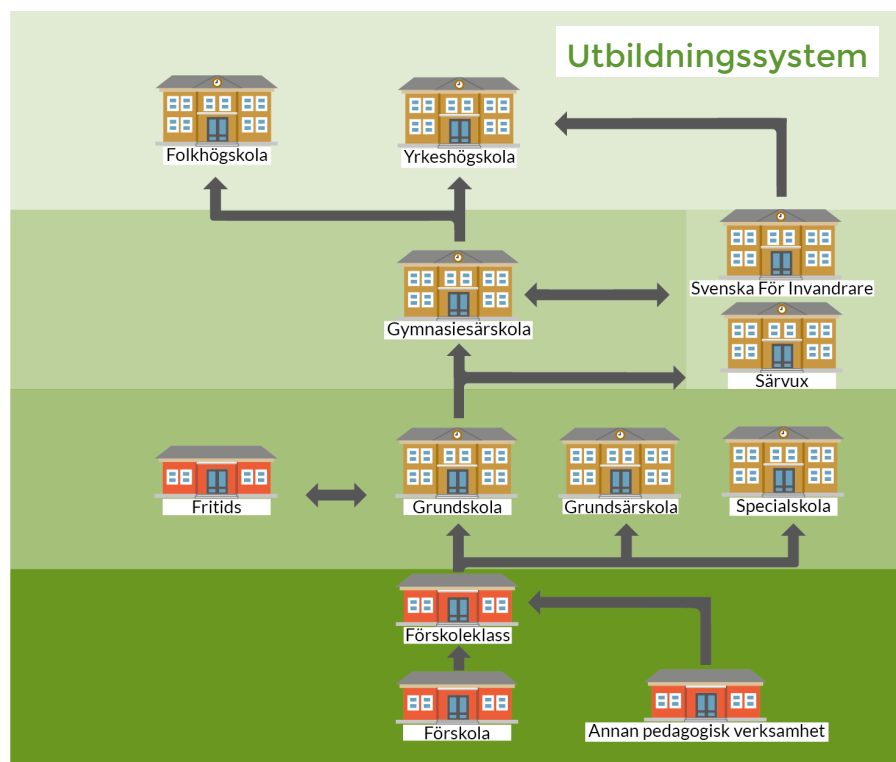 Utbildningssystem
Folkhögskola
Yrkeshögskola
Svenska För Invandrare
Gymnasiesärskola
Särvux
Fritids
Grundskola
Grundsärskola
Specialskola
Förskoleklass
Förskola
Annan pedagogisk verksamhet